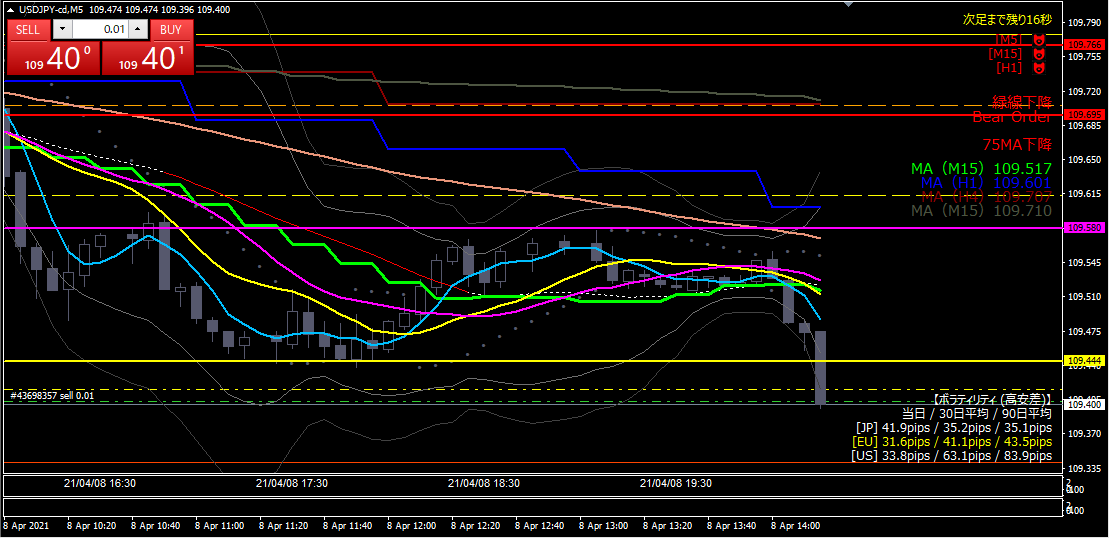 USDJPY-cd,M5 109.474 109.474 109.396 109.400
SELL 0.01 BUY
109 40 0 109 40 1
次足まで残り16秒
[M5]
[M15]
[H1]
緑線下降
Bear Order
75MA下降
MA（M15）109.517
MA（H1）109.601
MA（H4）109.707
MA（M15）109.710
#43698357 sell 0.01
【ボラティリティ（高安差）】
当日 / 30日平均 / 90日平均
[JP] 41.9pips / 35.2pips / 35.1pips
[EU] 31.6pips / 41.1pips / 43.5pips
[US] 33.8pips / 63.1pips / 83.9pips
109.790
109.766
109.755
109.720
109.695
109.685
109.650
109.615
109.580
109.545
109.510
109.475
109.444
109.440
109.400
109.370
109.335
21/04/08 16:30 21/04/08 17:30 21/04/08 18:30 21/04/08 19:30
8 Apr 2021 8 Apr 10:20 8 Apr 10:40 8 Apr 11:00 8 Apr 11:20 8 Apr 11:40 8 Apr 12:00 8 Apr 12:20 8 Apr 12:40 8 Apr 13:00 8 Apr 13:20 8 Apr 13:40 8 Apr 14:00